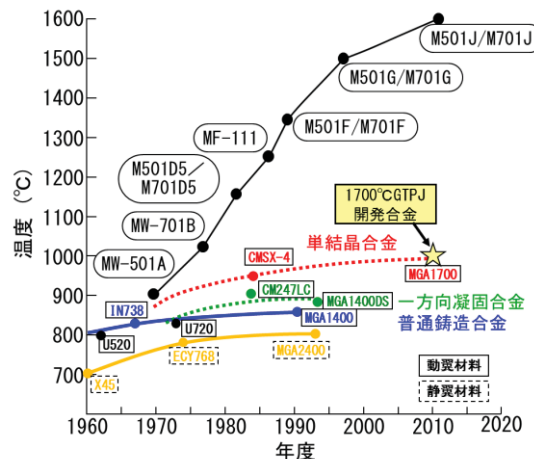 1600
1500
1400
1300
1200
1100
1000
900
800
700
温度(℃)
M501J/M701J
M501G/M701G
M501F/M701F
MF-111
M501D5/
M701D5
MW-701B
MW-501A
1700℃GTPJ
開発合金
単結晶合金
CMSX-4
MGA1700
CM247LC
MGA1400DS
一方向凝固合金
IN738
MGA1400
普通鋳造合金
U520
U720
ECY768
MGA2400
X45
動翼材料
静翼材料
1960
1970
1980
1990
2000
2010
2020
年度